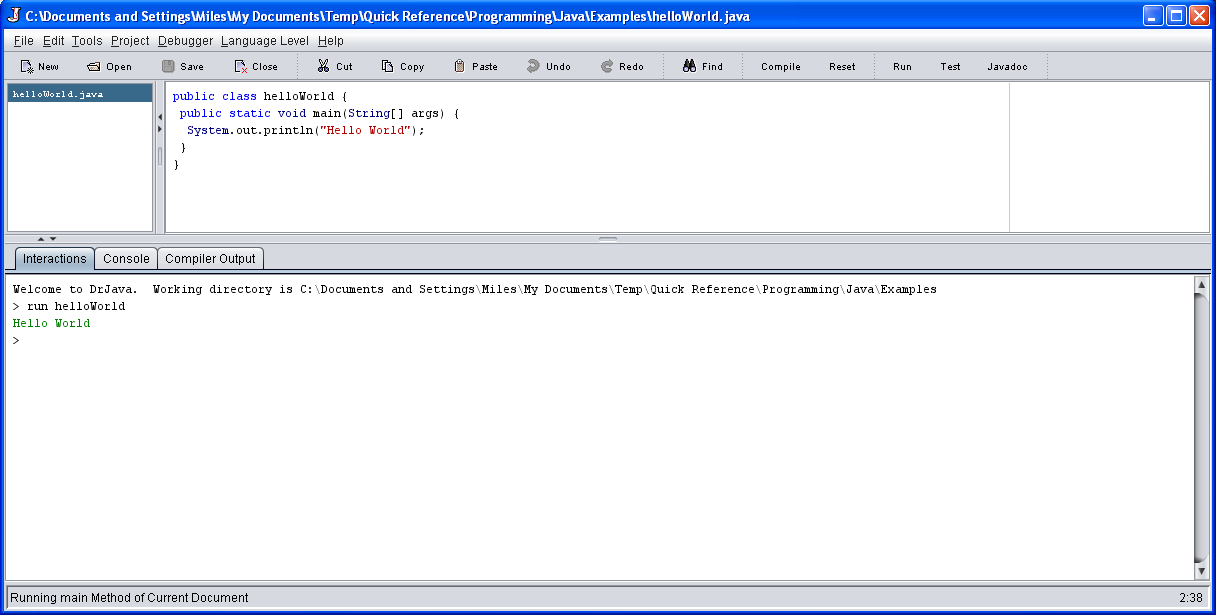 C:\Documents and Settings\Miles\My Documents\Temp\Quick Reference\Programming\Java\Examples\helloWorld.java
File Edit Tools Project Debugger Language Level Help
New Open Save Close Cut Copy Paste Undo Redo Find Compile Reset Run Test Javadoc
helloWorld.java
public class helloWorld {
public static void main(String[] args) {
System.out.println("Hello World");
}
}
Interactions Console Compiler Output
Welcome to DrJava. Working directory is C:\Documents and Settings\Miles\My Documents\Temp\Quick Reference\Programming\Java\Examples
> run helloWorld
Hello World
>
Running main Method of Current Document 2:38